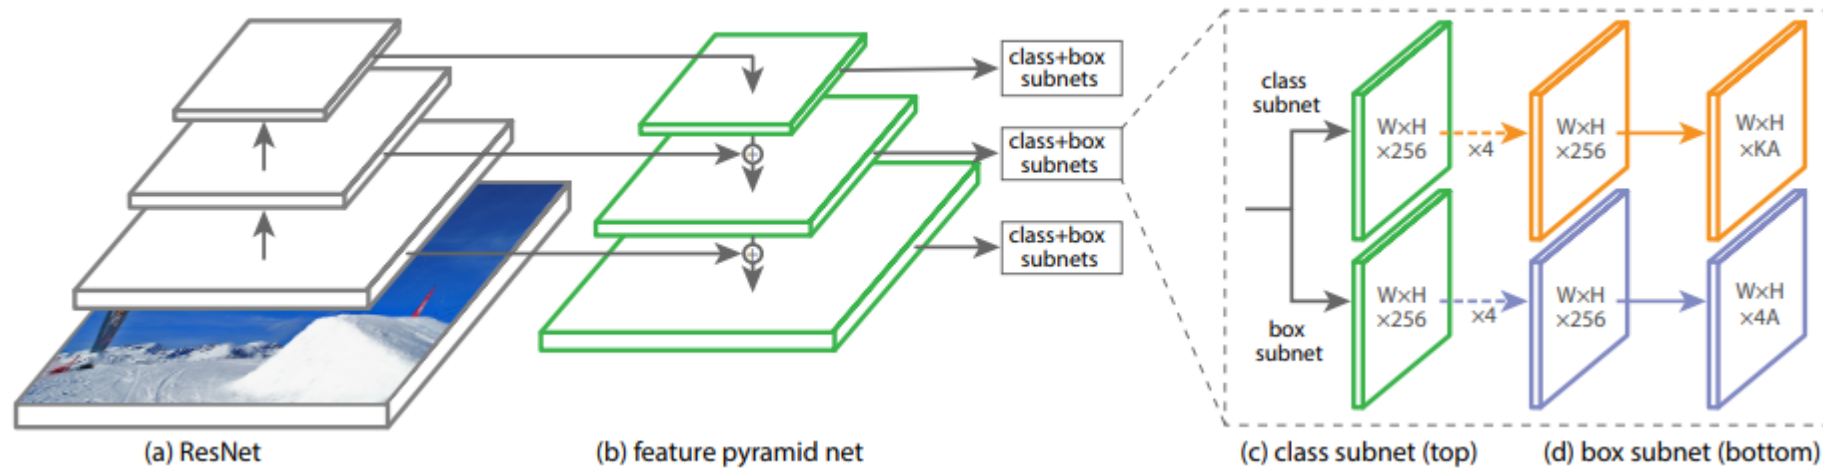 class+box
subnets
class+box
subnets
class+box
subnets
class
subnet
W×H
×256
×4
W×H
×256
W×H
×KA
box
subnet
W×H
×256
×4
W×H
×256
W×H
×4A
(a) ResNet
(b) feature pyramid net
(c) class subnet (top)
(d) box subnet (bottom)